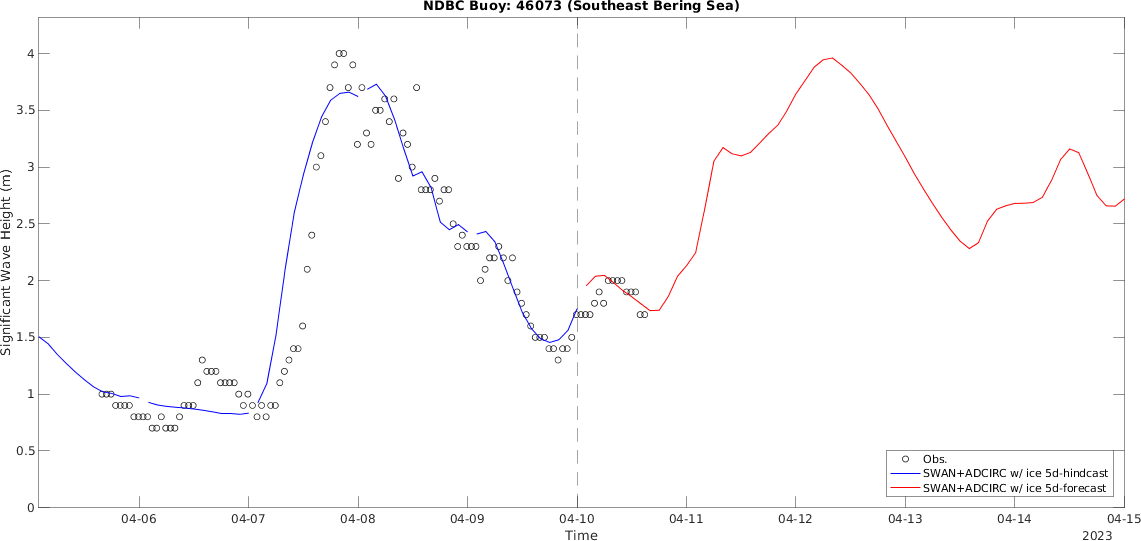 NDBC Buoy: 46073 (Southeast Bering Sea)
Significant Wave Height (m)
4
3.5
3
2.5
2
1.5
1
0.5
0
Obs.
SWAN+ADCIRC w/ ice 5d-hindcast
SWAN+ADCIRC w/ ice 5d-forecast
04-06 04-07 04-08 04-09 04-10 04-11 04-12 04-13 04-14 04-15
Time
2023